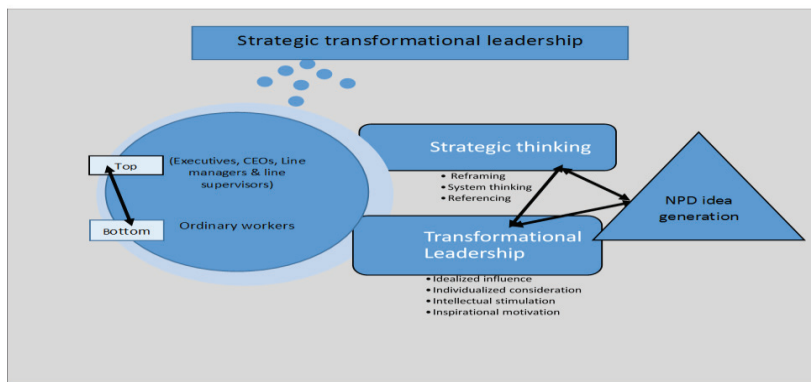 Strategic transformational leadership
Top
(Executives, CEOs, Line
managers & line
supervisors)
Bottom
Ordinary workers
Strategic thinking
• Reframing
• System thinking
• Referencing
Transformational
Leadership
• Idealized influence
• Individualized consideration
• Intellectual stimulation
• Inspirational motivation
NPD idea
generation